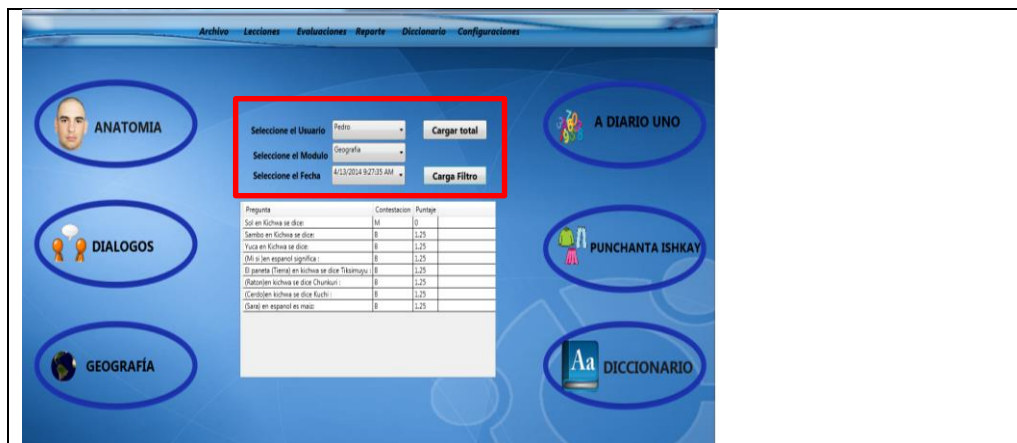 Archivo Lecciones Evaluaciones Reporte Diccionario Configuraciones
ANATOMIA
DIALOGOS
GEOGRAFÍA
Seleccione el Usuario Pedro Cargar total
Seleccione el Modulo Geografia
Seleccione el Fecha 4/13/2014 9:27:35 AM Carga Filtro
Pregunta Contestacion Puntaje
Sol en Kichwa se dice: M 0
Sambo en Kichwa se dice: B 1.25
Yuca en Kichwa se dice: B 1.25
(Mi si )en espanol significa : B 1.25
El paneta (Tierra) en kichwa se dice Tiksimuyu : B 1.25
(Raton)en kichwa se dice Chunkuri : B 1.25
(Cerdo)en kichwa se dice Kuchi : B 1.25
(Sara) en espanol es maiz: B 1.25
A DIARIO UNO
PUNCHANTA ISHKAY
Aa DICCIONARIO